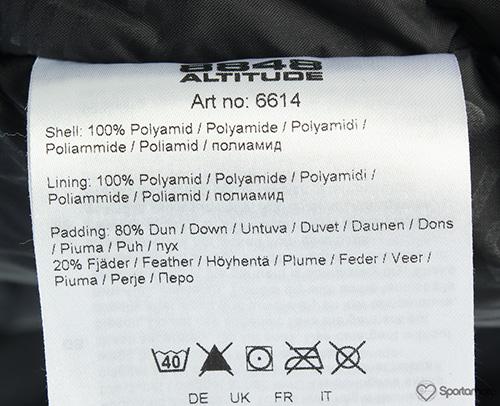 8848
ALTITUDE
Art no: 6614
Shell: 100% Polyamid / Polyamide / Polyamidi /
Poliammide / Poliamid / полиамид
Lining: 100% Polyamid / Polyamide / Polyamidi /
Poliammide / Poliamid / полиамид
Padding: 80% Dun / Down / Untuva / Duvet / Daunen / Dons
/ Piuma / Puh / пух
20% Fjäder / Feather / Höyhentä / Plume / Feder / Veer /
Piuma / Perje / Перо
40
DE UK FR IT